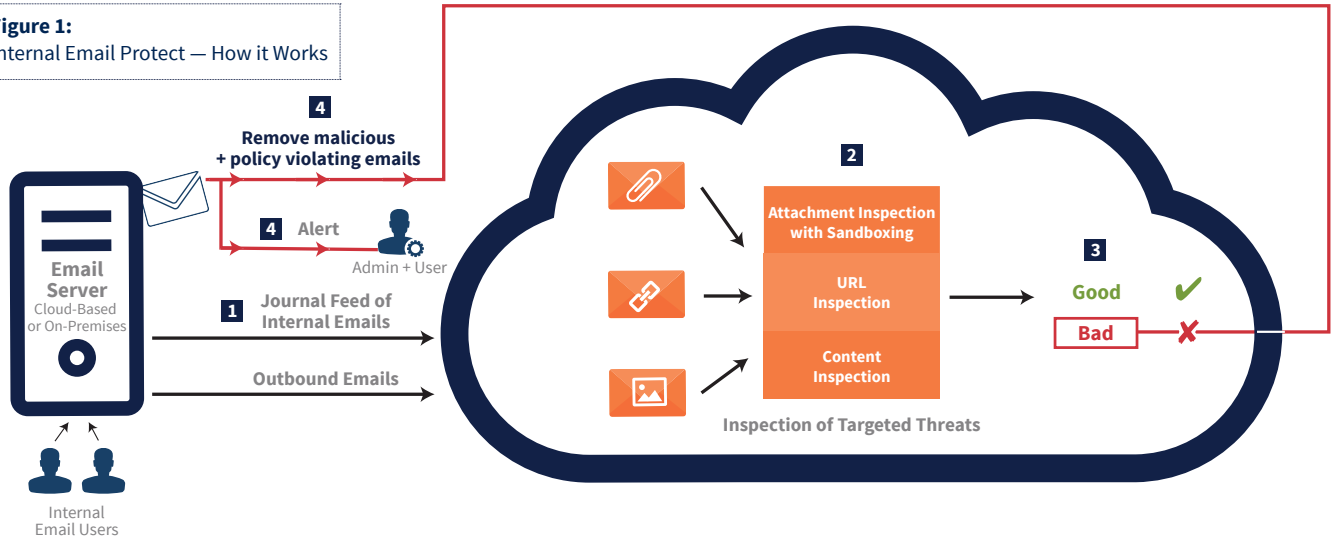 igure 1:
nternal Email Protect — How it Works
4
Remove malicious
+ policy violating emails
4 Alert
Admin + User
Email
Server
Cloud-Based
or On-Premises
1 Journal Feed of
Internal Emails
Outbound Emails
Internal
Email Users
2
Attachment Inspection
with Sandboxing
URL
Inspection
Content
Inspection
Inspection of Targeted Threats
3
Good
Bad